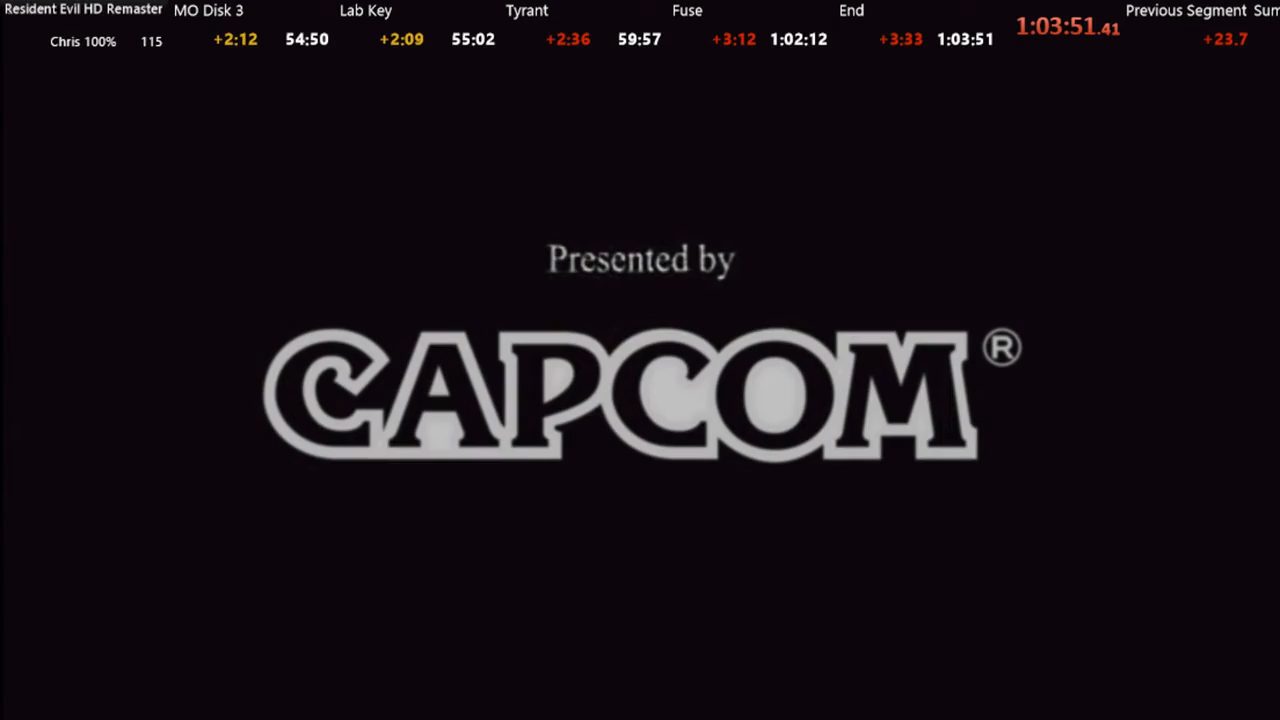 Resident Evil HD Remaster MO Disk 3 Lab Key Tyrant Fuse End 1:03:51.41 Previous Segment Sum
Chris 100% 115 +2:12 54:50 +2:09 55:02 +2:36 59:57 +3:12 1:02:12 +3:33 1:03:51 +23.7
Presented by
CAPCOM®